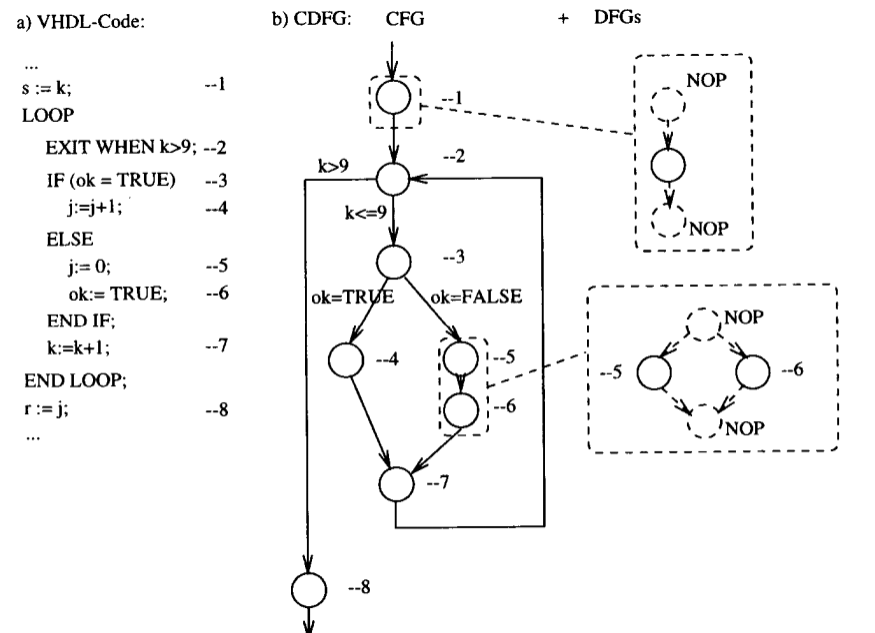 a) VHDL-Code:
...
s := k; --1
LOOP
EXIT WHEN k>9; --2
IF (ok = TRUE) --3
j:=j+1; --4
ELSE
j:= 0; --5
ok:= TRUE; --6
END IF;
k:=k+1; --7
END LOOP;
r := j; --8
...
b) CDFG: CFG + DFGs
--1
--2
k>9
k<=9
--3
ok=TRUE ok=FALSE
--4
--5
--6
--7
--8
NOP
NOP
NOP
--5 --6
NOP